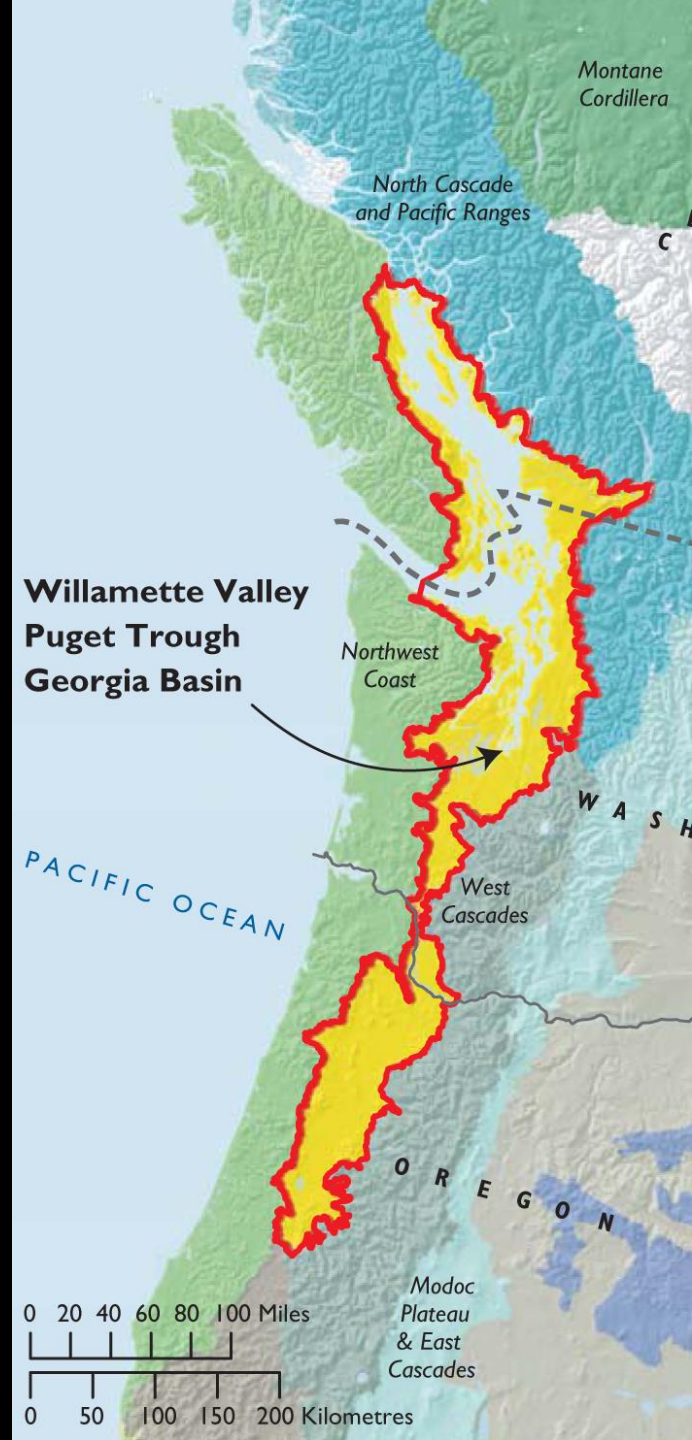 Montane
Cordillera
North Cascade
and Pacific Ranges
C
Willamette Valley
Puget Trough
Georgia Basin
Northwest
Coast
W A S H
PACIFIC OCEAN
West
Cascades
O R E G O N
Modoc
Plateau
& East
Cascades
0 20 40 60 80 100 Miles
0 50 100 150 200 Kilometres